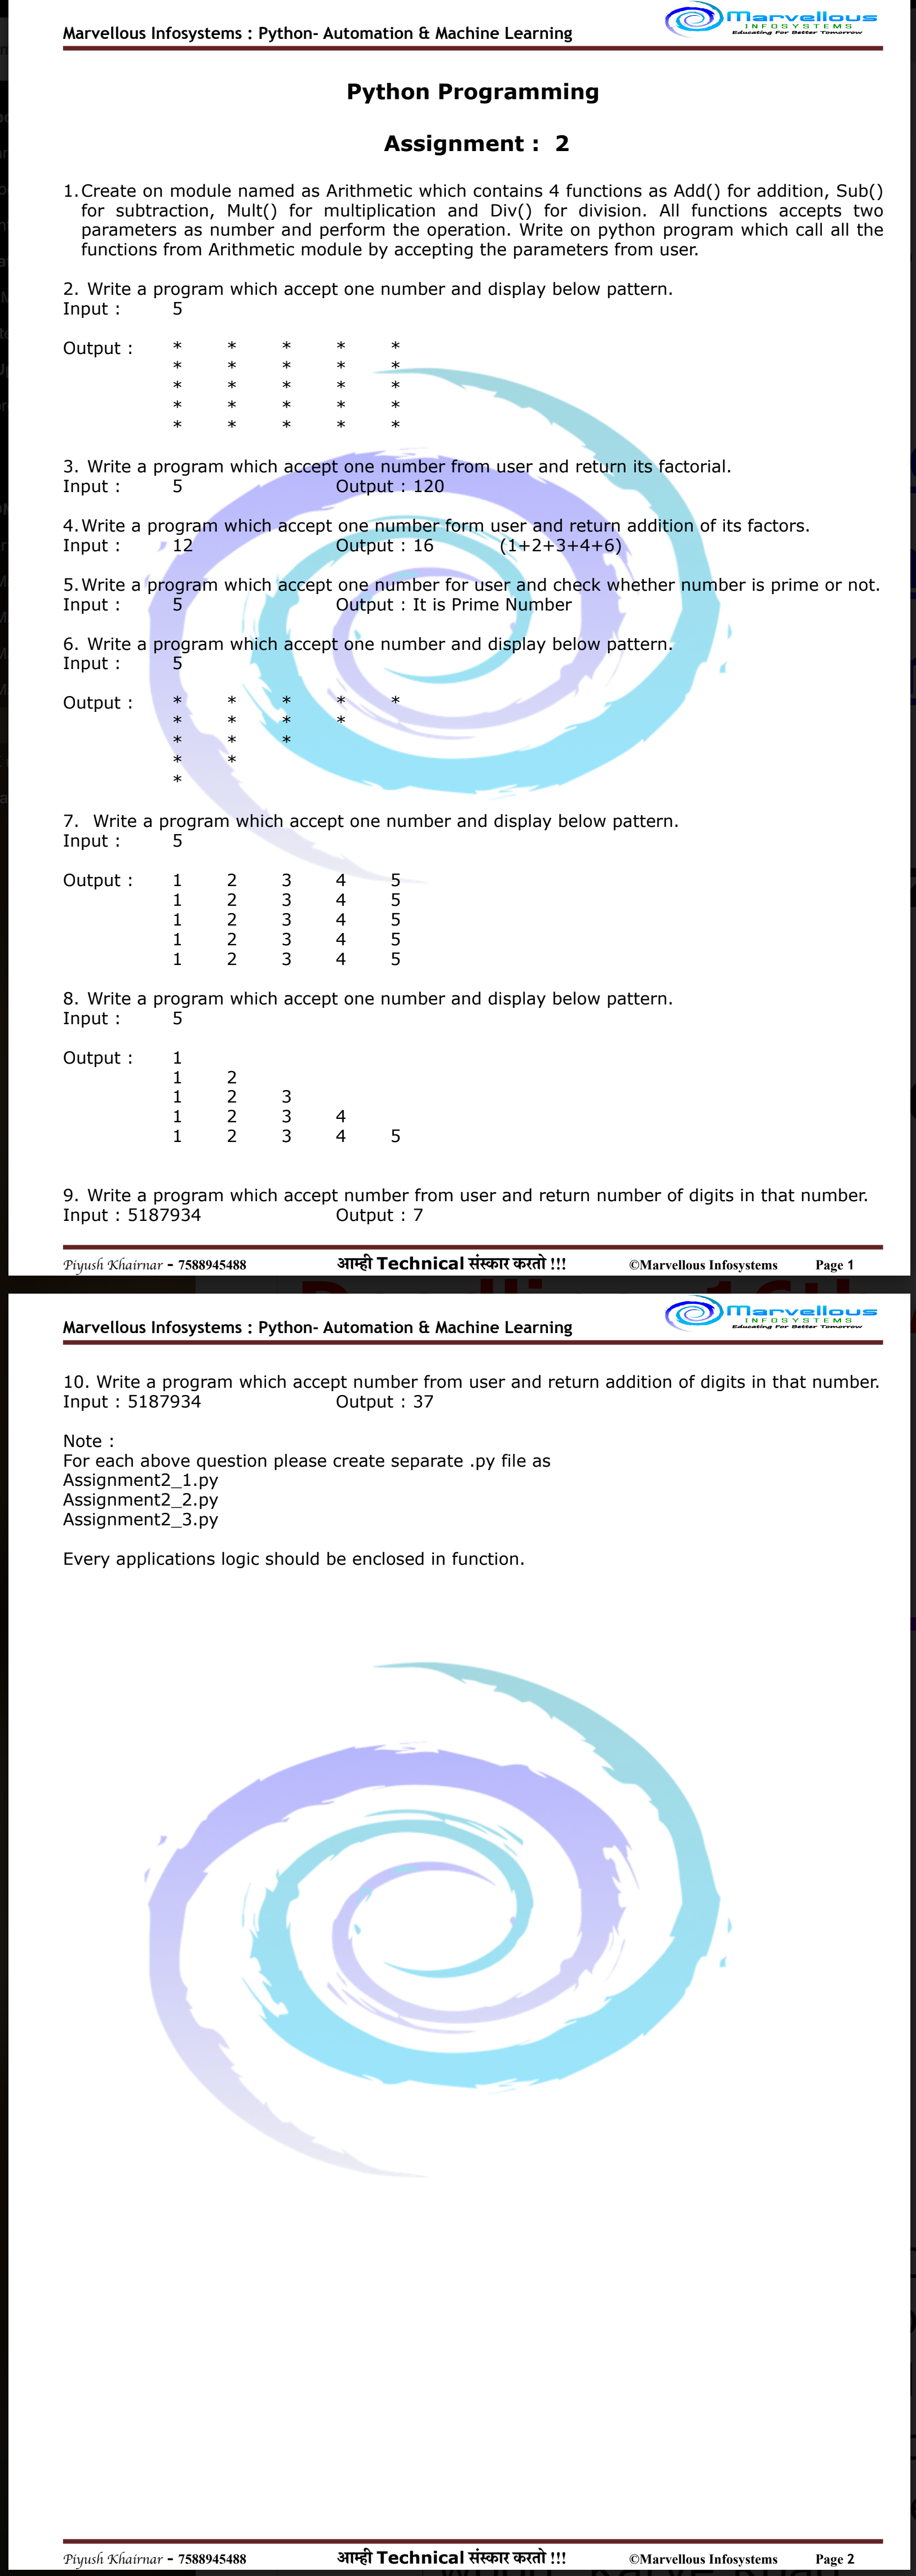 Marvellous Infosystems : Python- Automation & Machine Learning
Marvellous
INFOSYSTEMS
Educating For Better Tomorrow
Python Programming
Assignment : 2
1.Create on module named as Arithmetic which contains 4 functions as Add() for addition, Sub()
for subtraction, Mult() for multiplication and Div() for division. All functions accepts two
parameters as number and perform the operation. Write on python program which call all the
functions from Arithmetic module by accepting the parameters from user.
2. Write a program which accept one number and display below pattern.
Input : 5
Output : * * * * *
* * * * *
* * * * *
* * * * *
* * * * *
3. Write a program which accept one number from user and return its factorial.
Input : 5 Output : 120
4.Write a program which accept one number form user and return addition of its factors.
Input : 12 Output : 16 (1+2+3+4+6)
5.Write a program which accept one number for user and check whether number is prime or not.
Input : 5 Output : It is Prime Number
6. Write a program which accept one number and display below pattern.
Input : 5
Output : * * * * *
* * * *
* * *
* *
*
7. Write a program which accept one number and display below pattern.
Input : 5
Output : 1 2 3 4 5
1 2 3 4 5
1 2 3 4 5
1 2 3 4 5
1 2 3 4 5
8. Write a program which accept one number and display below pattern.
Input : 5
Output : 1
1 2
1 2 3
1 2 3 4
1 2 3 4 5
9. Write a program which accept number from user and return number of digits in that number.
Input : 5187934 Output : 7
Piyush Khairnar - 7588945488 आम्ही Technical संस्कार करतो !!! ©Marvellous Infosystems Page 1
Marvellous Infosystems : Python- Automation & Machine Learning
Marvellous
INFOSYSTEMS
Educating For Better Tomorrow
10. Write a program which accept number from user and return addition of digits in that number.
Input : 5187934 Output : 37
Note :
For each above question please create separate .py file as
Assignment2_1.py
Assignment2_2.py
Assignment2_3.py
Every applications logic should be enclosed in function.
Piyush Khairnar - 7588945488 आम्ही Technical संस्कार करतो !!! ©Marvellous Infosystems Page 2